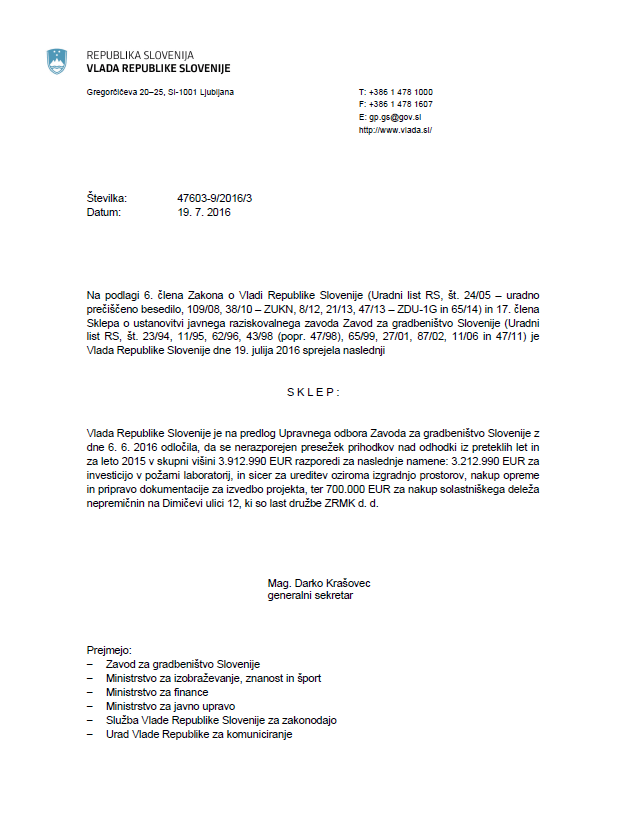 REPUBLIKA SLOVENIJA
VLADA REPUBLIKE SLOVENIJE
Gregorčičeva 20–25, SI-1001 Ljubljana
T: +386 1 478 1000
F: +386 1 478 1607
E: gp.gs@gov.si
http://www.vlada.si/
Številka: 47603-9/2016/3
Datum: 19. 7. 2016
Na podlagi 6. člena Zakona o Vladi Republike Slovenije (Uradni list RS, št. 24/05 – uradno
prečiščeno besedilo, 109/08, 38/10 – ZUKN, 8/12, 21/13, 47/13 – ZDU-1G in 65/14) in 17. člena
Sklepa o ustanovitvi javnega raziskovalnega zavoda Zavod za gradbeništvo Slovenije (Uradni
list RS, št. 23/94, 11/95, 62/96, 43/98 (popr. 47/98), 65/99, 27/01, 87/02, 11/06 in 47/11) je
Vlada Republike Slovenije dne 19. julija 2016 sprejela naslednji
S K L E P :
Vlada Republike Slovenije je na predlog Upravnega odbora Zavoda za gradbeništvo Slovenije z
dne 6. 6. 2016 odločila, da se nerazporejen presežek prihodkov nad odhodki iz preteklih let in
za leto 2015 v skupni višini 3.912.990 EUR razporedi za naslednje namene: 3.212.990 EUR za
investicijo v požarni laboratorij, in sicer za ureditev oziroma izgradnjo prostorov, nakup opreme
in pripravo dokumentacije za izvedbo projekta, ter 700.000 EUR za nakup solastniškega deleža
nepremičnin na Dimičevi ulici 12, ki so last družbe ZRMK d. d.
Mag. Darko Krašovec
generalni sekretar
Prejmejo:
– Zavod za gradbeništvo Slovenije
– Ministrstvo za izobraževanje, znanost in šport
– Ministrstvo za finance
– Ministrstvo za javno upravo
– Služba Vlade Republike Slovenije za zakonodajo
– Urad Vlade Republike za komuniciranje